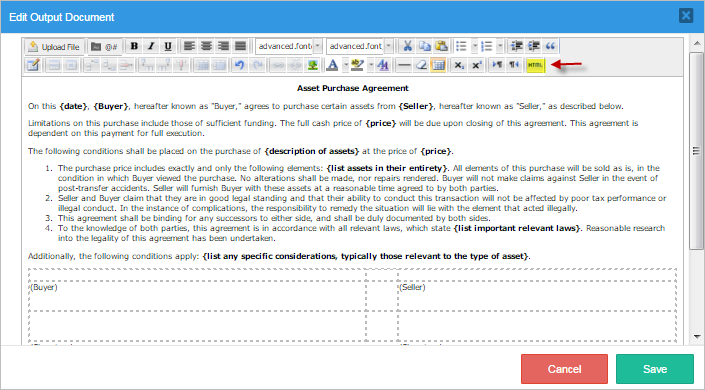 Edit Output Document
Upload File @# B I U advanced.font advanced.font
HTML
Asset Purchase Agreement
On this {date}, {Buyer}, hereafter known as "Buyer," agrees to purchase certain assets from {Seller}, hereafter known as "Seller," as described below.
Limitations on this purchase include those of sufficient funding. The full cash price of {price} will be due upon closing of this agreement. This agreement is
dependent on this payment for full execution.
The following conditions shall be placed on the purchase of {description of assets} at the price of {price}.
1. The purchase price includes exactly and only the following elements: {list assets in their entirety}. All elements of this purchase will be sold as is, in the
condition in which Buyer viewed the purchase. No alterations shall be made, nor repairs rendered. Buyer will not make claims against Seller in the event of
post-transfer accidents. Seller will furnish Buyer with these assets at a reasonable time agreed to by both parties.
2. Seller and Buyer claim that they are in good legal standing and that their ability to conduct this transaction will not be affected by poor tax performance or
illegal conduct. In the instance of complications, the responsibility to remedy the situation will lie with the element that acted illegally.
3. This agreement shall be binding for any successors to either side, and shall be duly documented by both sides.
4. To the knowledge of both parties, this agreement is in accordance with all relevant laws, which state {list important relevant laws}. Reasonable research
into the legality of this agreement has been undertaken.
Additionally, the following conditions apply: {list any specific considerations, typically those relevant to the type of asset}.
(Buyer) (Seller)
Cancel Save